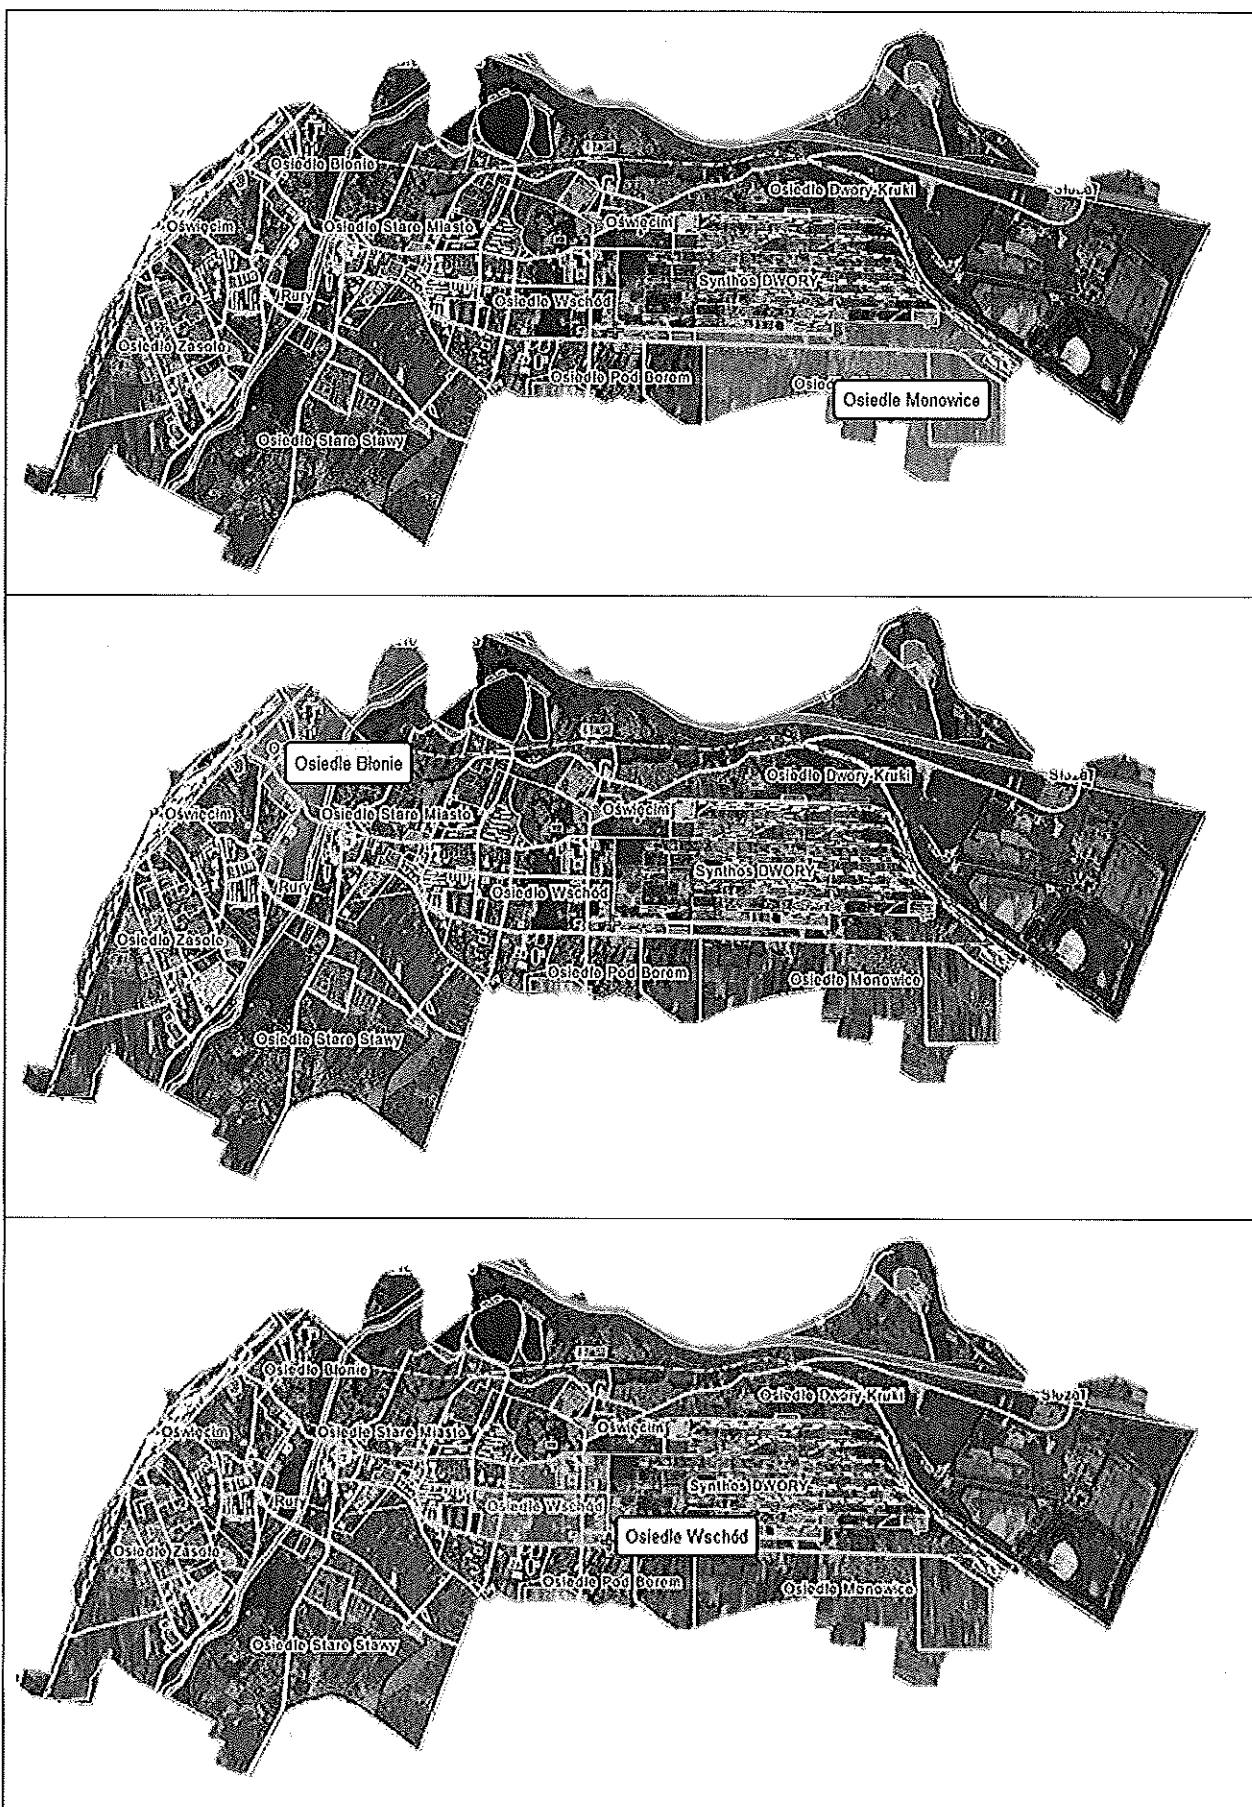 Osiedle Błonie
Osiedle Dwory-Kruki
Oświęcim
Osiedle Stare Miasto
Oświęcim
Synthos DWORY
Rury
Osiedle Wschód
Osiedle Zasole
Osiedle Pod Borem
Osiedle Monowice
Osiedle Stare Stawy
Osiedle Błonie
Osiedle Dwory-Kruki
Oświęcim
Osiedle Stare Miasto
Oświęcim
Synthos DWORY
Rury
Osiedle Wschód
Osiedle Zasole
Osiedle Pod Borem
Osiedle Monowice
Osiedle Stare Stawy
Osiedle Błonie
Osiedle Dwory-Kruki
Oświęcim
Osiedle Stare Miasto
Oświęcim
Synthos DWORY
Rury
Osiedle Wschód
Osiedle Wschód
Osiedle Zasole
Osiedle Pod Borem
Osiedle Monowice
Osiedle Stare Stawy